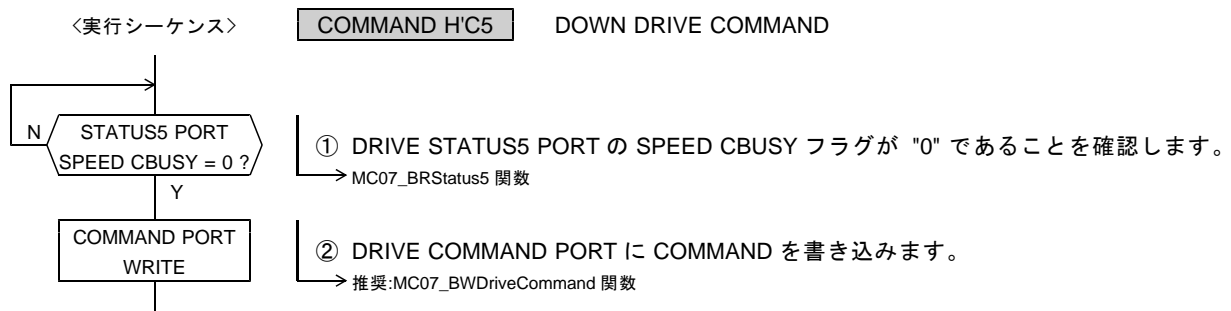 〈実行シーケンス〉 COMMAND H'C5 DOWN DRIVE COMMAND
N
STATUS5 PORT
SPEED CBUSY = 0 ?
Y
① DRIVE STATUS5 PORT の SPEED CBUSY フラグが "0" であることを確認します。
MC07_BRStatus5 関数
COMMAND PORT
WRITE
② DRIVE COMMAND PORT に COMMAND を書き込みます。
推奨:MC07_BWDriveCommand 関数